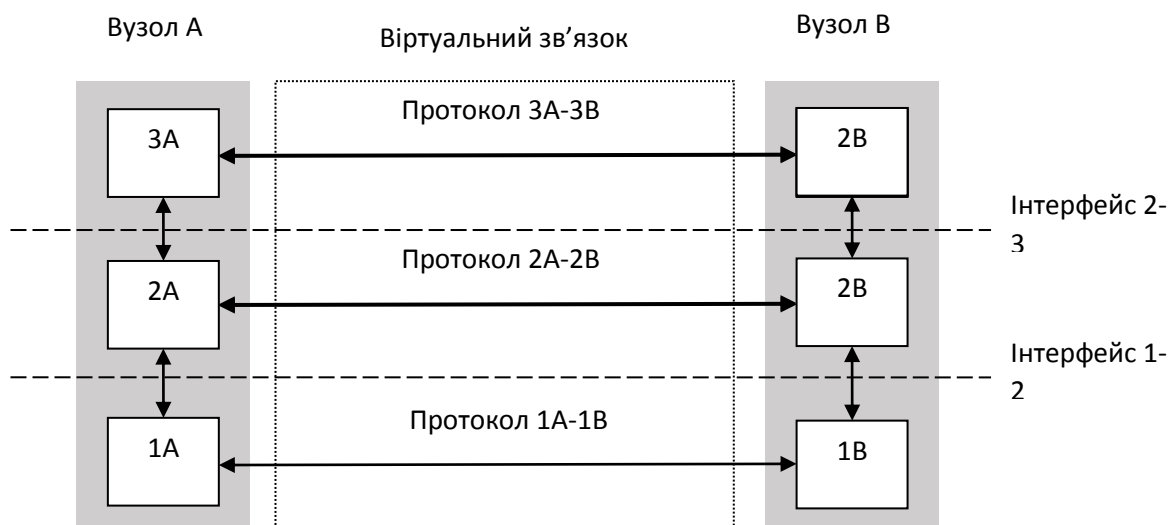 Вузол А
Віртуальний зв’язок
Вузол В
Протокол 3А-3В
3А
2В
Інтерфейс 2-
3
Протокол 2А-2В
2А
2В
Інтерфейс 1-
2
Протокол 1А-1В
1А
1В